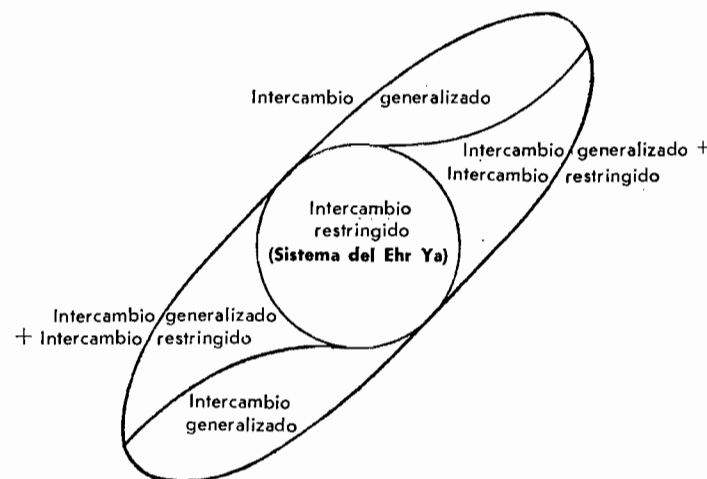 Intercambio generalizado
Intercambio generalizado +
Intercambio restringido
Intercambio
restringido
(Sistema del Ehr Ya)
Intercambio generalizado
+ Intercambio restringido
Intercambio
generalizado